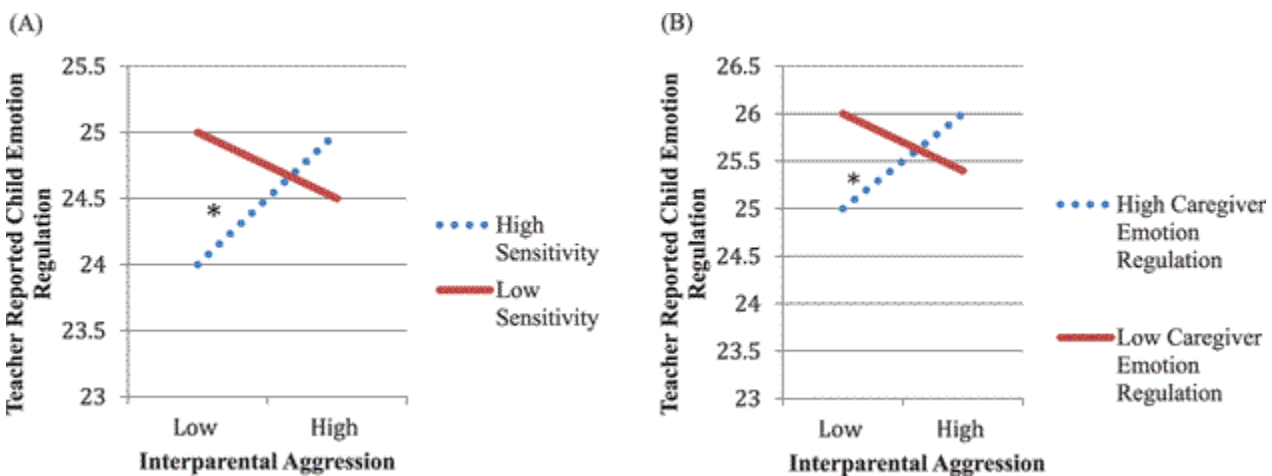 (A)
Teacher Reported Child Emotion
Regulation
25.5
25
24.5
24
23.5
23
*
Low
High
Interparental Aggression
High
Sensitivity
Low
Sensitivity
(B)
Teacher Reported Child Emotion
Regulation
26.5
26
25.5
25
24.5
24
23.5
23
*
Low
High
Interparental Aggression
High Caregiver
Emotion
Regulation
Low Caregiver
Emotion
Regulation